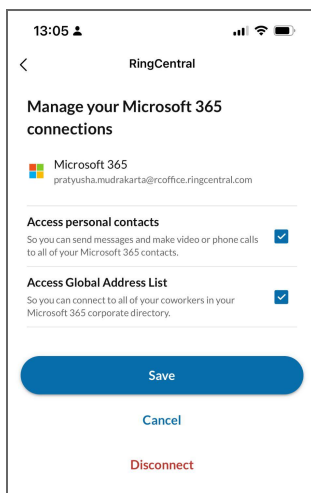 13:05
RingCentral
Manage your Microsoft 365
connections
Microsoft 365
pratyusha.mudrakarta@rcoffice.ringcentral.com
Access personal contacts
So you can send messages and make video or phone calls
to all of your Microsoft 365 contacts.
Access Global Address List
So you can connect to all of your coworkers in your
Microsoft 365 corporate directory.
Save
Cancel
Disconnect